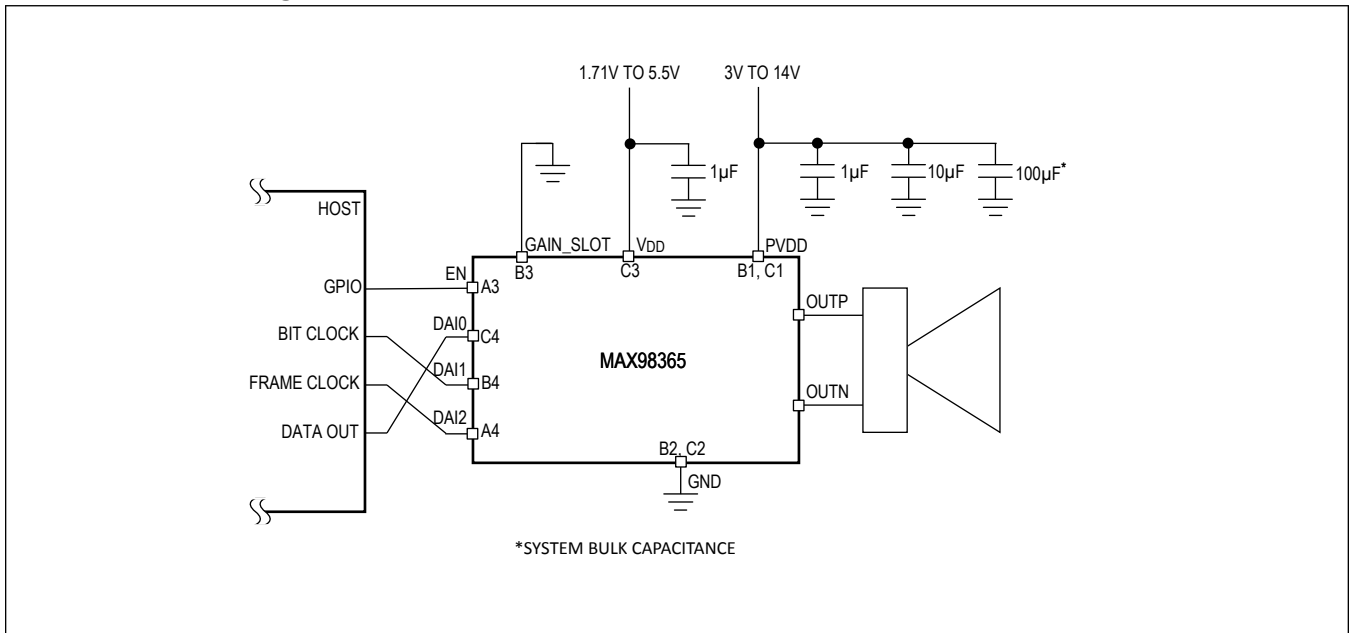 1.71V TO 5.5V
3V TO 14V
1µF
1µF
10µF
100µF*
HOST
GPIO
BIT CLOCK
FRAME CLOCK
DATA OUT
GAIN_SLOT
B3
VDD
C3
PVDD
B1, C1
EN
A3
DAI0
C4
DAI1
B4
DAI2
A4
MAX98365
OUTP
OUTN
B2, C2
GND
*SYSTEM BULK CAPACITANCE